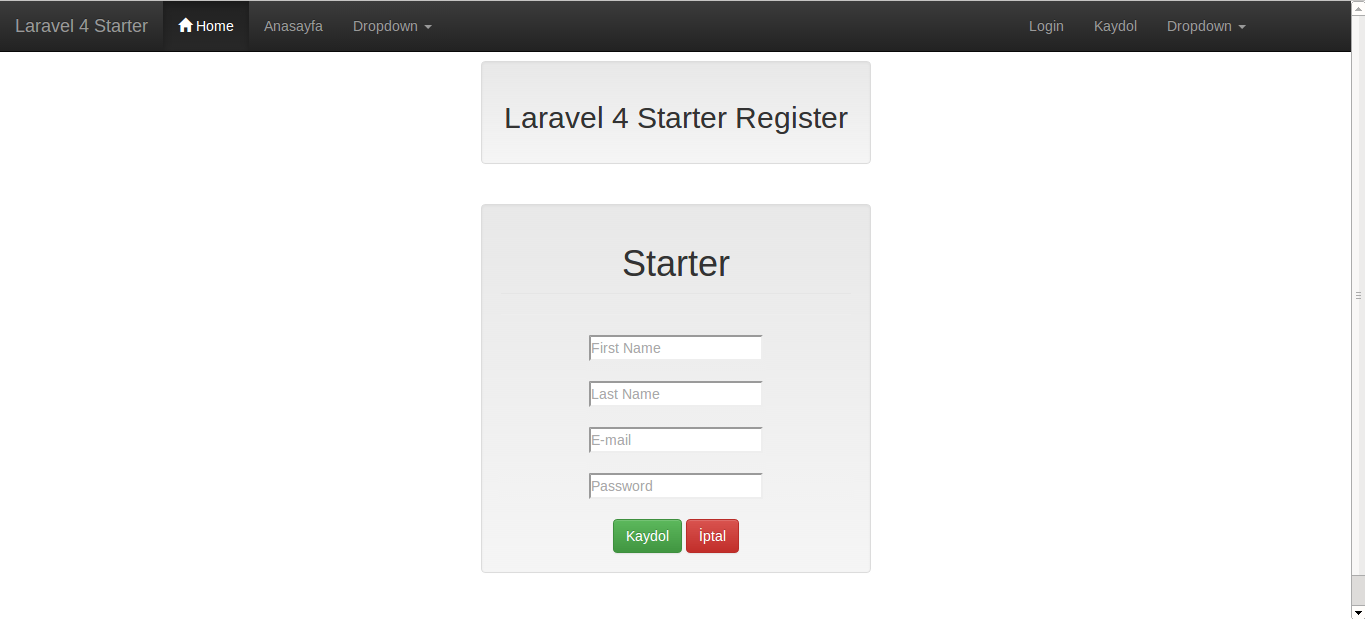 Laravel 4 Starter Home Anasayfa Dropdown Login Kaydol Dropdown
Laravel 4 Starter Register
Starter
First Name
Last Name
E-mail
Password
Kaydol İptal